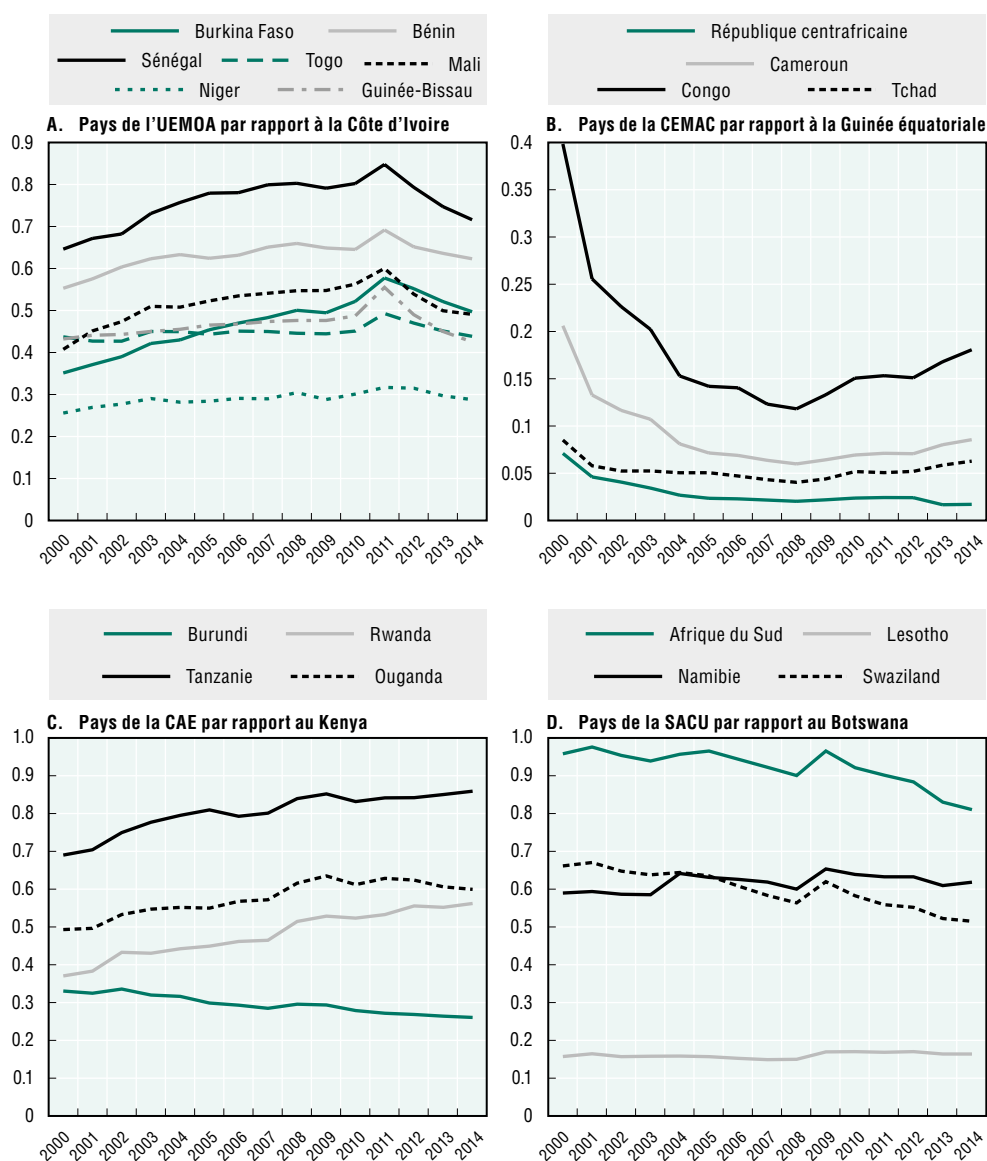 Burkina Faso Bénin
Sénégal Togo Mali
Niger Guinée-Bissau
A. Pays de l'UEMOA par rapport à la Côte d'Ivoire
0.9
0.8
0.7
0.6
0.5
0.4
0.3
0.2
0.1
0
2000 2001 2002 2003 2004 2005 2006 2007 2008 2009 2010 2011 2012 2013 2014
République centrafricaine
Cameroun
Congo Tchad
B. Pays de la CEMAC par rapport à la Guinée équatoriale
0.4
0.35
0.3
0.25
0.2
0.15
0.1
0.05
0
2000 2001 2002 2003 2004 2005 2006 2007 2008 2009 2010 2011 2012 2013 2014
Burundi Rwanda
Tanzanie Ouganda
C. Pays de la CAE par rapport au Kenya
1.0
0.9
0.8
0.7
0.6
0.5
0.4
0.3
0.2
0.1
0
2000 2001 2002 2003 2004 2005 2006 2007 2008 2009 2010 2011 2012 2013 2014
Afrique du Sud Lesotho
Namibie Swaziland
D. Pays de la SACU par rapport au Botswana
1.0
0.9
0.8
0.7
0.6
0.5
0.4
0.3
0.2
0.1
0
2000 2001 2002 2003 2004 2005 2006 2007 2008 2009 2010 2011 2012 2013 2014